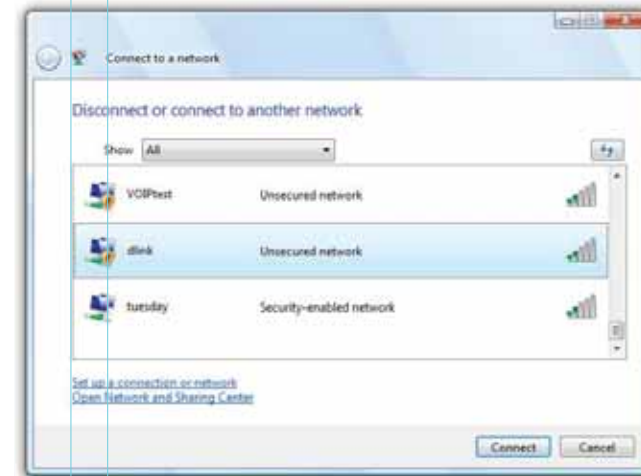 Connect to a network
Disconnect or connect to another network
Show All
VOIPtest Unsecured network
dlink Unsecured network
tuesday Security-enabled network
Set up a connection or network
Open Network and Sharing Center
Connect Cancel